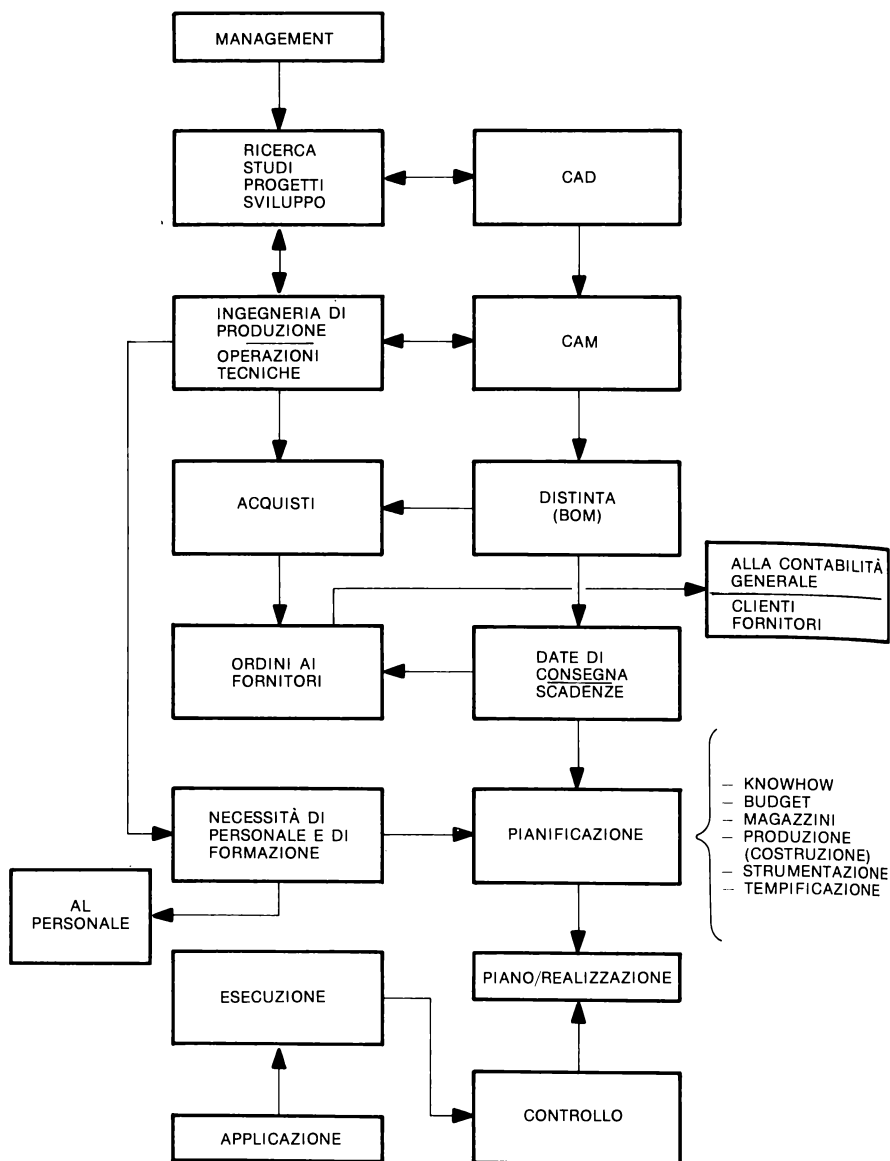 MANAGEMENT
RICERCA
STUDI
PROGETTI
SVILUPPO
CAD
INGEGNERIA DI
PRODUZIONE
OPERAZIONI
TECNICHE
CAM
ACQUISTI
DISTINTA
(BOM)
ALLA CONTABILITÀ
GENERALE
CLIENTI
FORNITORI
ORDINI AI
FORNITORI
DATE DI
CONSEGNA
SCADENZE
NECESSITÀ DI
PERSONALE E DI
FORMAZIONE
PIANIFICAZIONE
— KNOWHOW
— BUDGET
— MAGAZZINI
— PRODUZIONE
(COSTRUZIONE)
— STRUMENTAZIONE
— TEMPIFICAZIONE
AL
PERSONALE
PIANO/REALIZZAZIONE
ESECUZIONE
CONTROLLO
APPLICAZIONE